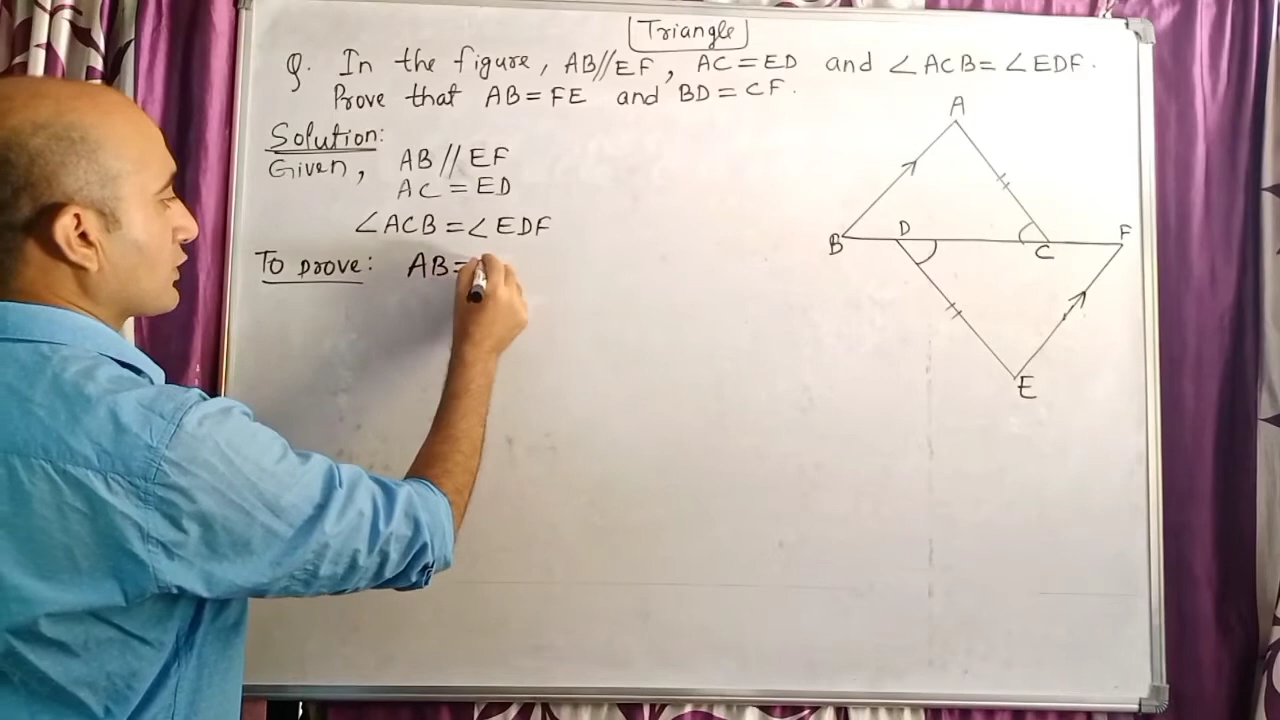 Triangle
Q. In the figure, AB//EF, AC=ED and ∠ACB=∠EDF.
Prove that AB=FE and BD=CF.
Solution:
Given, AB//EF
AC=ED
∠ACB=∠EDF
To prove: AB=
A
B D C F
E